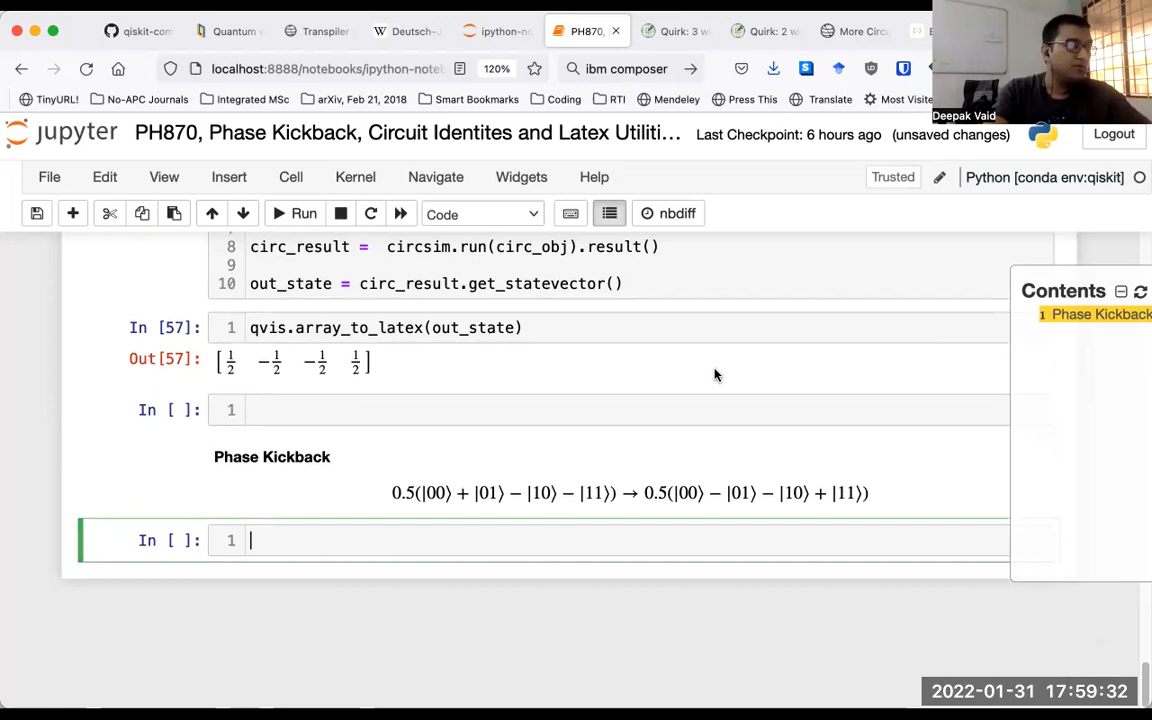 qiskit-com
Quantum v
Transpiler
Deutsch-J
ipython-no
PH870,
Quirk: 3 wi
Quirk: 2 w
More Circu
localhost:8888/notebooks/ipython-noteb
120%
ibm composer
TinyURL!
No-APC Journals
Integrated MSc
arXiv, Feb 21, 2018
Smart Bookmarks
Coding
RTI
Mendeley
Press This
Translate
Most Visite
Deepak Vaid
jupyter
PH870, Phase Kickback, Circuit Identites and Latex Utiliti...
Last Checkpoint: 6 hours ago
(unsaved changes)
Logout
File Edit View Insert Cell Kernel Navigate Widgets Help
Trusted
Python [conda env:qiskit]
Run
Code
nbdiff
8 circ_result = circsim.run(circ_obj).result()
9
10 out_state = circ_result.get_statevector()
In [57]: 1 qvis.array_to_latex(out_state)
Out[57]: [1/2 -1/2 -1/2 1/2]
In [ ]: 1
Phase Kickback
0.5(|00⟩ + |01⟩ − |10⟩ − |11⟩) → 0.5(|00⟩ − |01⟩ − |10⟩ + |11⟩)
In [ ]: 1
Contents
1 Phase Kickback
2022-01-31 17:59:32